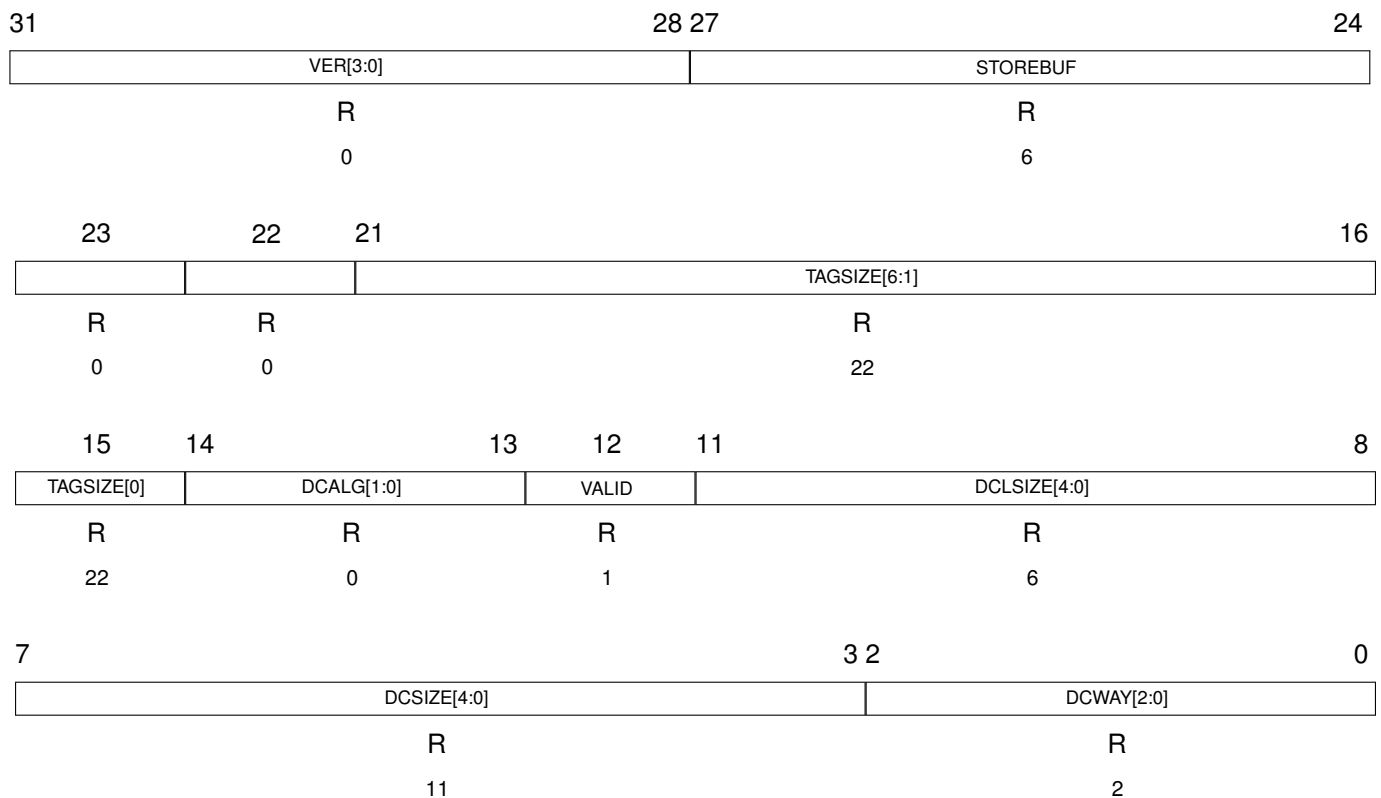 31 28 27 24
VER[3:0] STOREBUF
R R
0 6
23 22 21 16
TAGSIZE[6:1]
R R R
0 0 22
15 14 13 12 11 8
TAGSIZE[0] DCALG[1:0] VALID DCLSIZE[4:0]
R R R R
22 0 1 6
7 3 2 0
DCSIZE[4:0] DCWAY[2:0]
R R
11 2